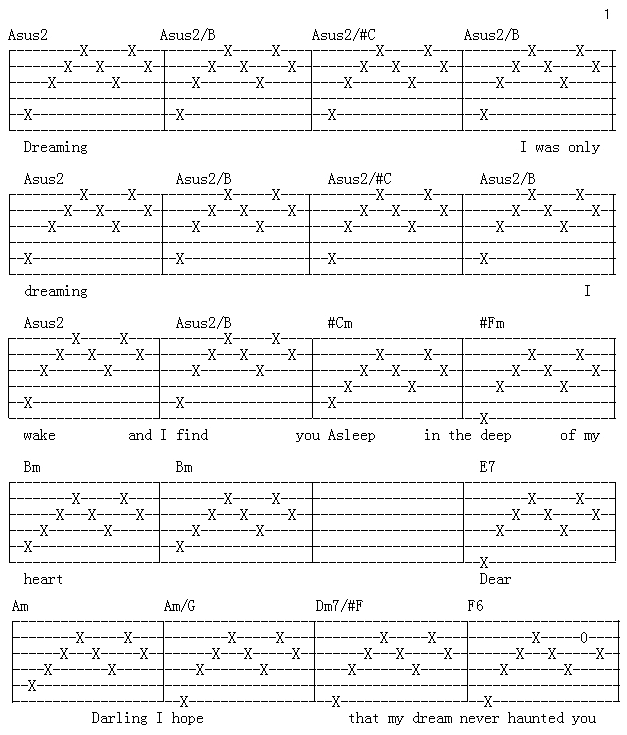 1
Asus2 Asus2/B Asus2/#C Asus2/B
Dreaming I was only
Asus2 Asus2/B Asus2/#C Asus2/B
dreaming I
Asus2 Asus2/B #Cm #Fm
wake and I find you Asleep in the deep of my
Bm Bm E7
heart Dear
Am Am/G Dm7/#F F6
Darling I hope that my dream never haunted you